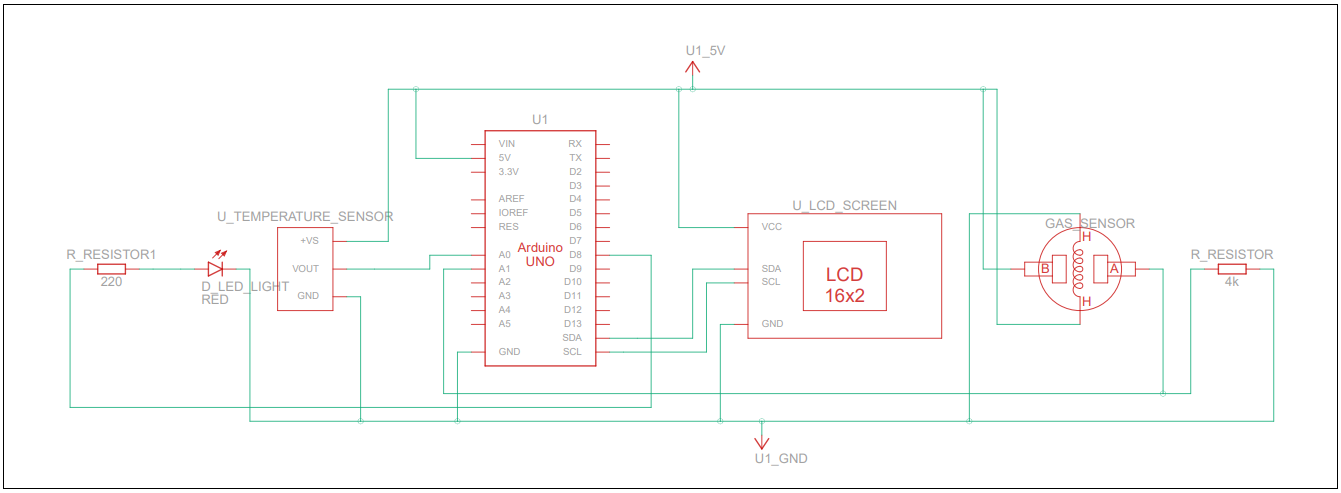 U1_5V
U1
VIN
RX
5V
TX
3.3V
D2
D3
AREF
D4
IOREF
D5
RES
D6
D7
Arduino
UNO
A0
D8
A1
D9
A2
D10
A3
D11
A4
D12
A5
D13
SDA
GND
SCL
U_TEMPERATURE_SENSOR
+VS
VOUT
GND
R_RESISTOR1
220
D_LED_LIGHT
RED
U_LCD_SCREEN
VCC
SDA
SCL
GND
LCD
16x2
GAS_SENSOR
H
B
A
H
R_RESISTOR
4k
U1_GND